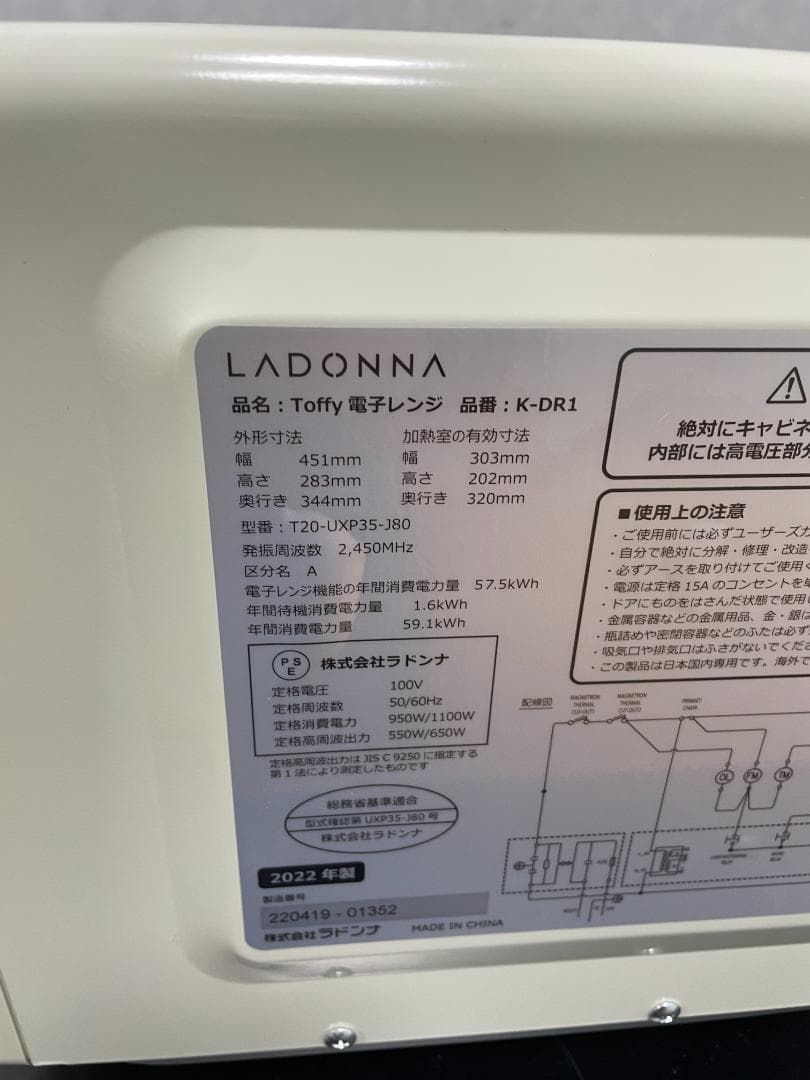 LADONNA
品名：Toffy 電子レンジ 品番：K-DR1
外形寸法 加熱室の有効寸法
幅 451mm 幅 303mm
高さ 283mm 高さ 202mm
奥行き 344mm 奥行き 320mm
型番：T20-UXP35-J80
発振周波数 2,450MHz
区分名 A
電子レンジ機能の年間消費電力量 57.5kWh
年間待機消費電力量 1.6kWh
年間消費電力量 59.1kWh
PSE 株式会社ラドンナ
定格電圧 100V
定格周波数 50/60Hz
定格消費電力 950W/1100W
定格高周波出力 550W/650W
定格高周波出力は JIS C 9250 に指定する
第1法により測定したものです
総務省基準適合
型式確認第 UXP35-J80 号
株式会社ラドンナ
2022 年製
製造番号
220419 - 01352
株式会社ラドンナ MADE IN CHINA
絶対にキャビネ
内部には高電圧部分
■使用上の注意
・ご使用前には必ずユーザーズガ
・自分で絶対に分解・修理・改造
・必ずアースを取り付けてご使用く
・電源は定格 15A のコンセントを単
・ドアにものをはさんだ状態で使用し
・金属容器などの金属用品、金・銀は
・瓶詰めや密閉容器などのふたは必ず
・吸気口や排気口はふさがないでくださ
・この製品は日本国内専用です。海外で
配線図
MAGNETRON THERMAL CUT-OUT1
MAGNETRON THERMAL CUT-OUT2
PRIMARY
OL FM TM